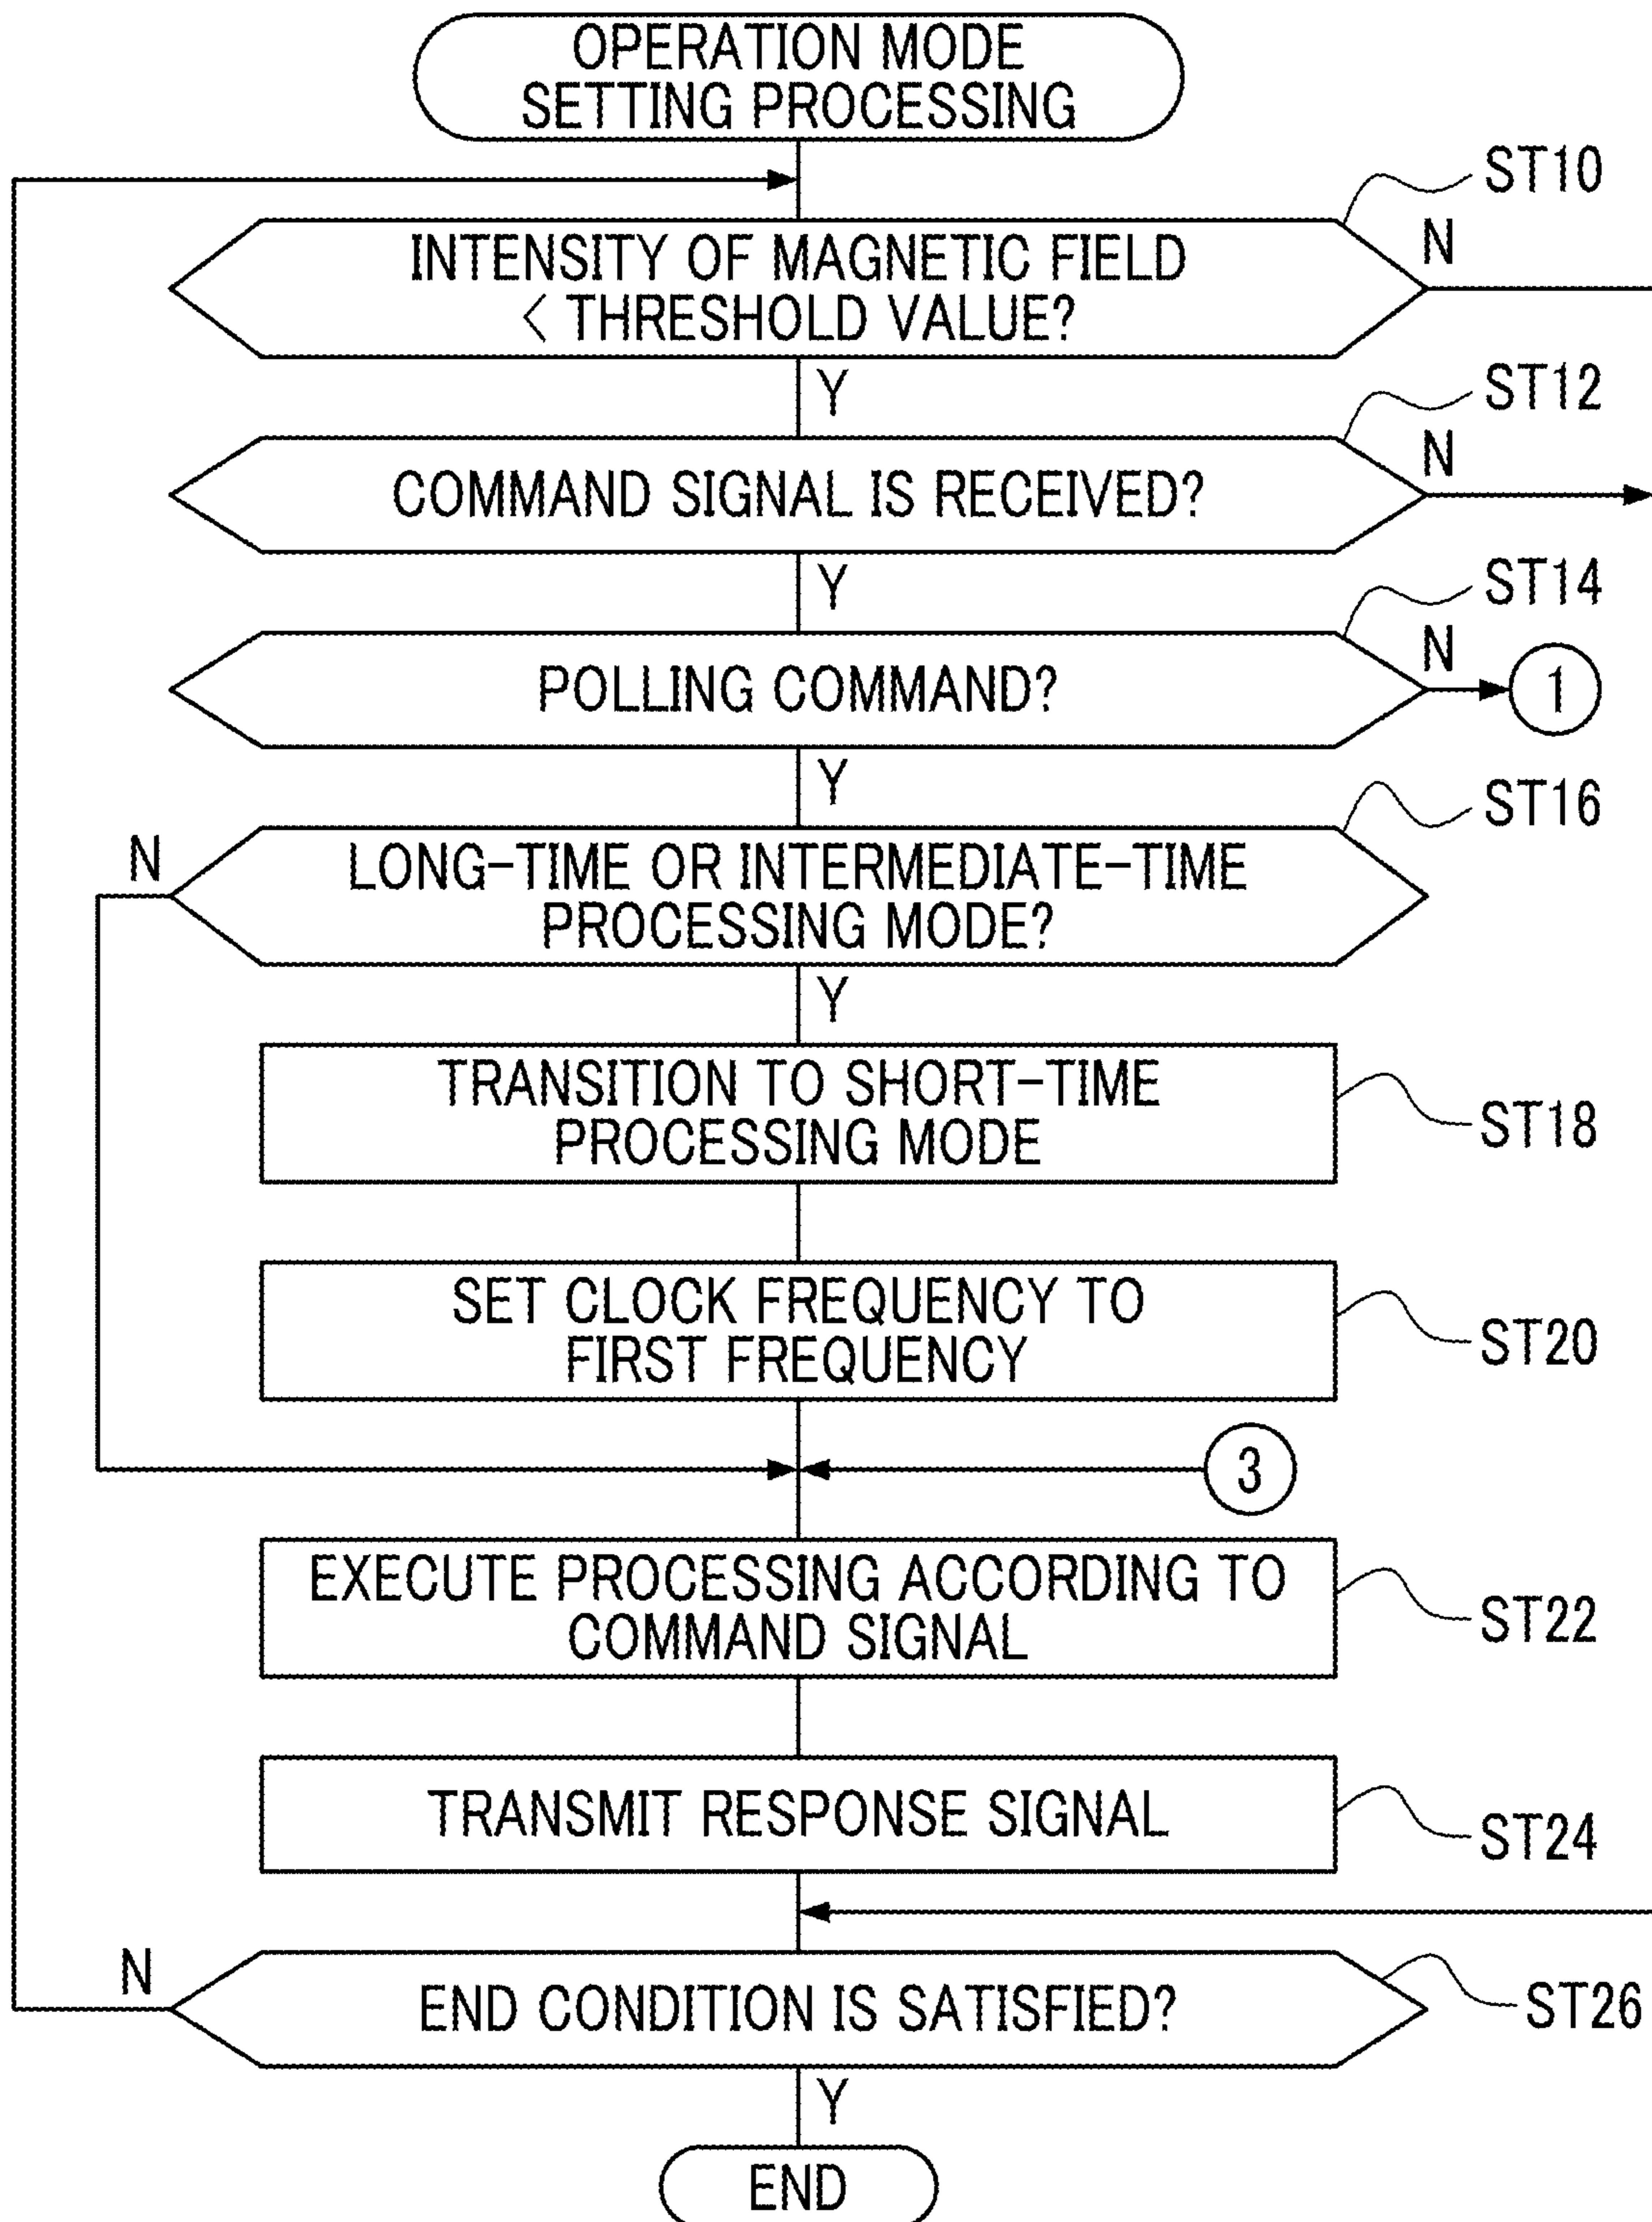 OPERATION MODE
SETTING PROCESSING
ST10
INTENSITY OF MAGNETIC FIELD
< THRESHOLD VALUE?
N
Y
ST12
COMMAND SIGNAL IS RECEIVED?
N
Y
ST14
POLLING COMMAND?
N
1
Y
ST16
N
LONG-TIME OR INTERMEDIATE-TIME
PROCESSING MODE?
Y
TRANSITION TO SHORT-TIME
PROCESSING MODE
ST18
SET CLOCK FREQUENCY TO
FIRST FREQUENCY
ST20
3
EXECUTE PROCESSING ACCORDING TO
COMMAND SIGNAL
ST22
TRANSMIT RESPONSE SIGNAL
ST24
N
END CONDITION IS SATISFIED?
ST26
Y
END